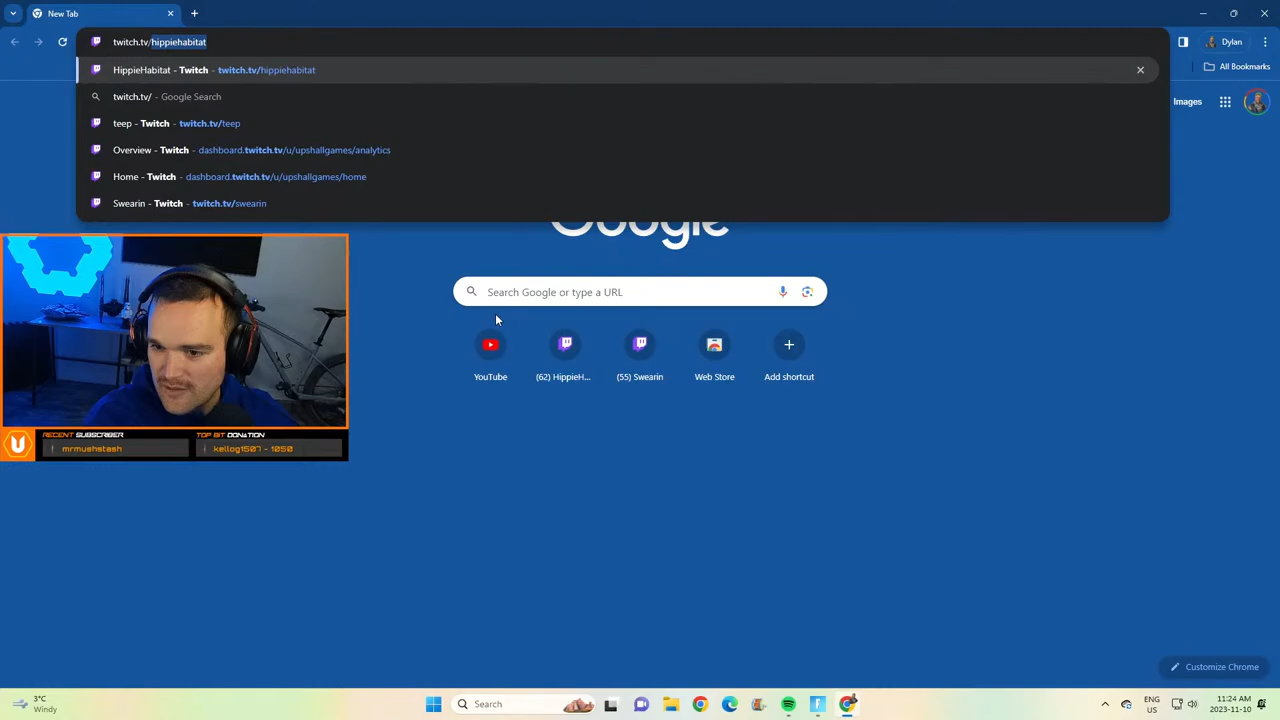 New Tab
twitch.tv/hippiehabitat
Dylan
HippieHabitat - Twitch - twitch.tv/hippiehabitat
All Bookmarks
twitch.tv/ - Google Search
Images
teep - Twitch - twitch.tv/teep
Overview - Twitch - dashboard.twitch.tv/u/upshallgames/analytics
Home - Twitch - dashboard.twitch.tv/u/upshallgames/home
Swearin - Twitch - twitch.tv/swearin
Google
Search Google or type a URL
YouTube
(62) HippieH...
(55) Swearin
Web Store
Add shortcut
RECENT SUBSCRIBER
TOP BIT DONATION
U
mrmushstash
kellog1507 - 1050
Customize Chrome
3°C
Windy
Search
ENG
US
11:24 AM
2023-11-10